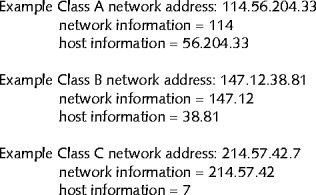 Example Class A network address: 114.56.204.33
network information = 114
host information = 56.204.33
Example Class B network address: 147.12.38.81
network information = 147.12
host information = 38.81
Example Class C network address: 214.57.42.7
network information = 214.57.42
host information = 7